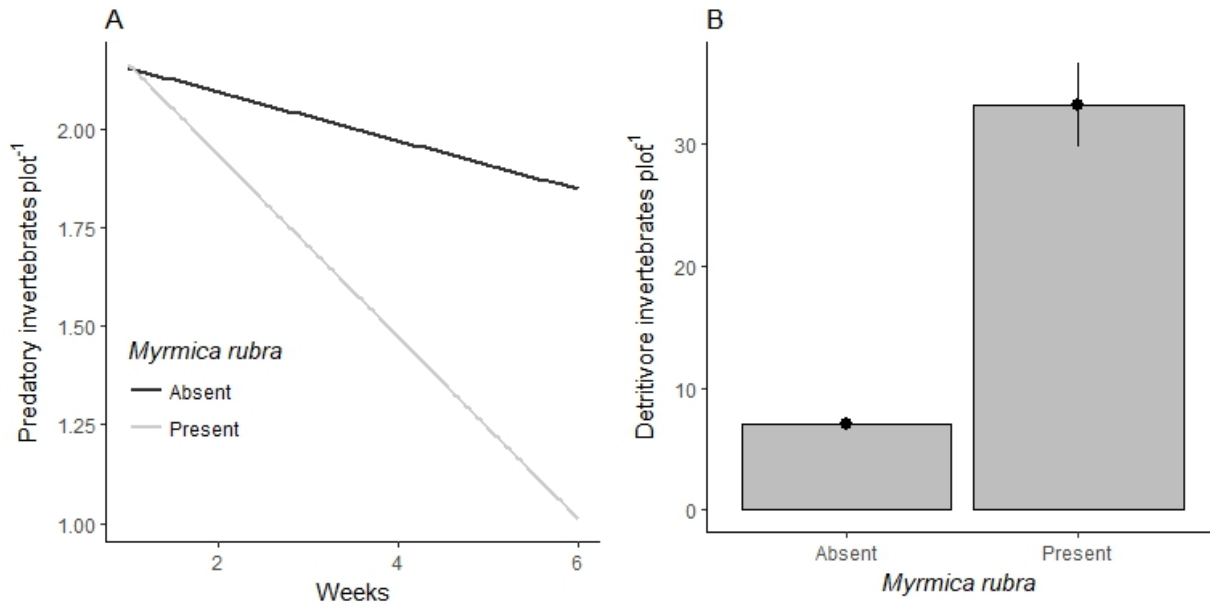 A
Predatory invertebrates plot⁻¹
2.00
1.75
1.50
1.25
1.00
Myrmica rubra
Absent
Present
2
4
6
Weeks
B
Detritivore invertebrates plot⁻¹
30
20
10
0
Absent
Present
Myrmica rubra